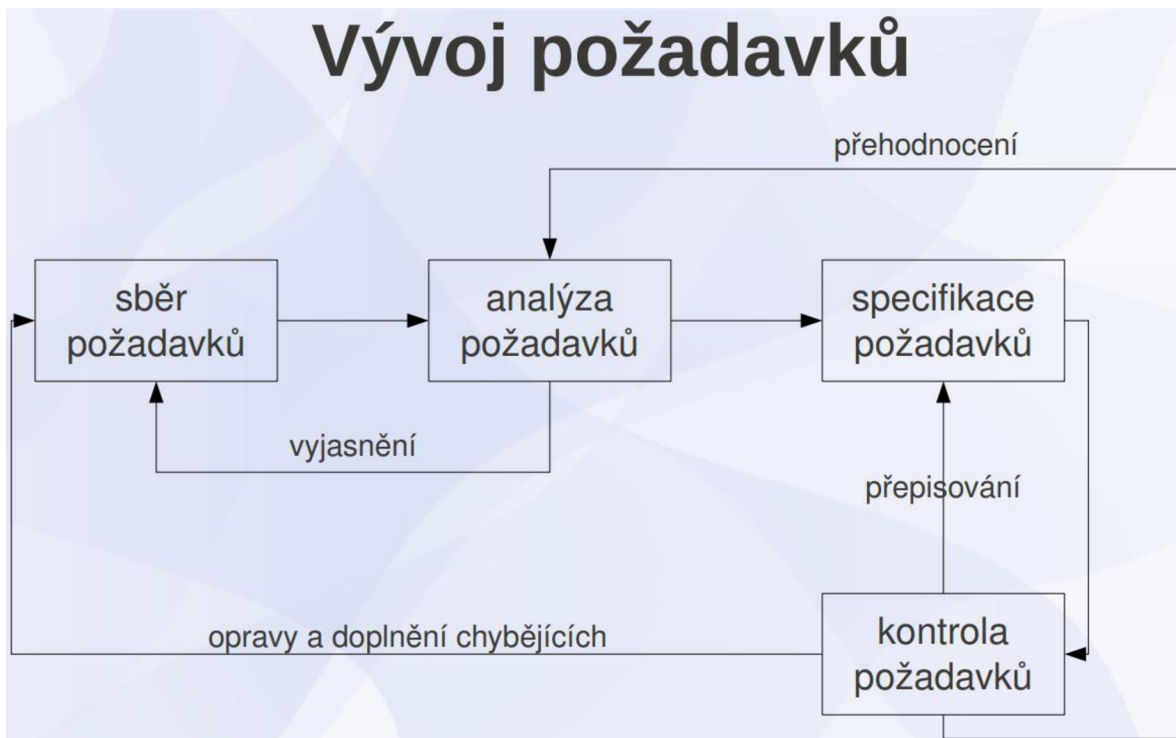 Vývoj požadavků
přehodnocení
sběr
požadavků
analýza
požadavků
specifikace
požadavků
vyjasnění
přepisování
opravy a doplnění chybějících
kontrola
požadavků